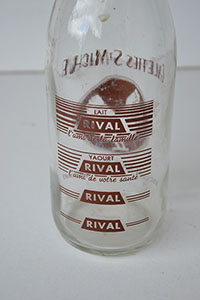 LAIT
RIVAL
L'ami de la famille
YAOURT
RIVAL
L'ami de votre santé
RIVAL
RIVAL